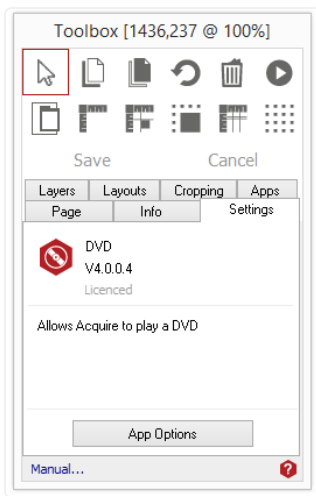 Toolbox [1436,237 @ 100%]
Save Cancel
Layers Layouts Cropping Apps
Page Info Settings
DVD
V4.0.0.4
Licenced
Allows Acquire to play a DVD
App Options
Manual... ?